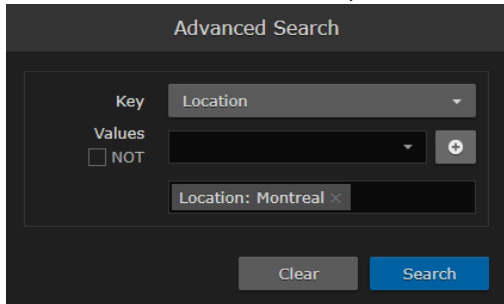 Advanced Search
Key Location
Values
NOT
Location: Montreal ×
Clear Search